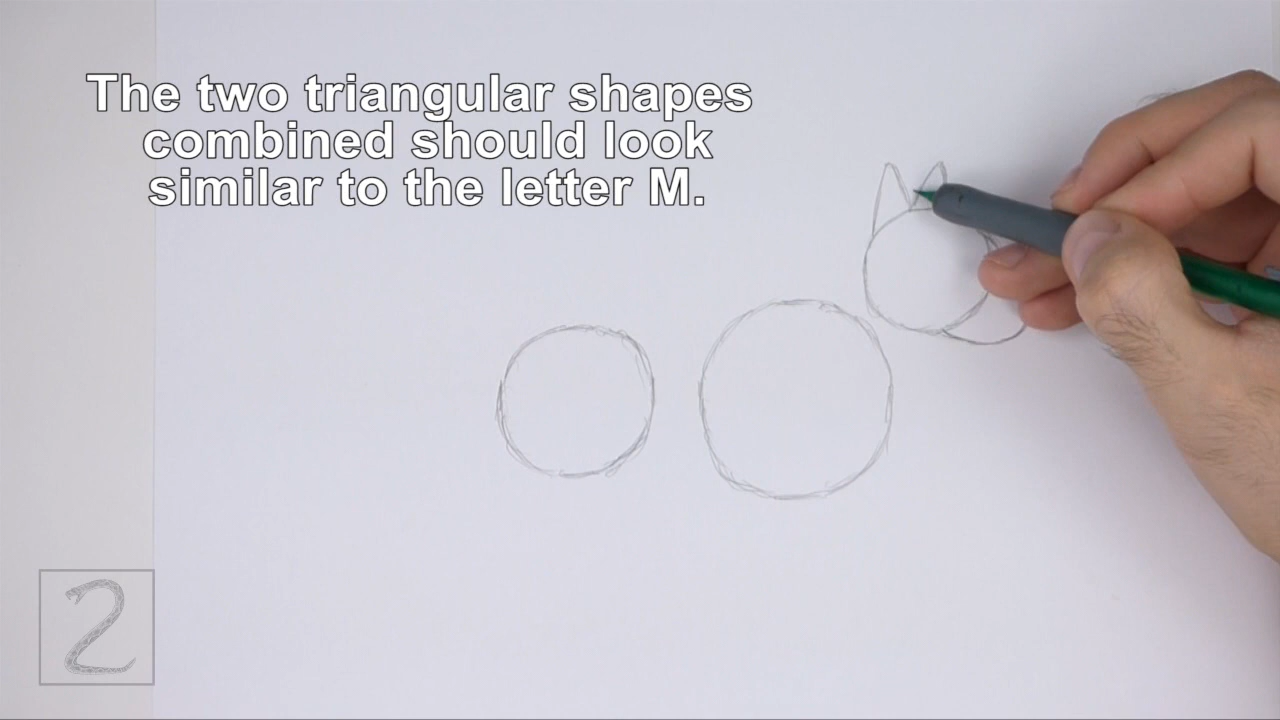 The two triangular shapes
combined should look
similar to the letter M.
2